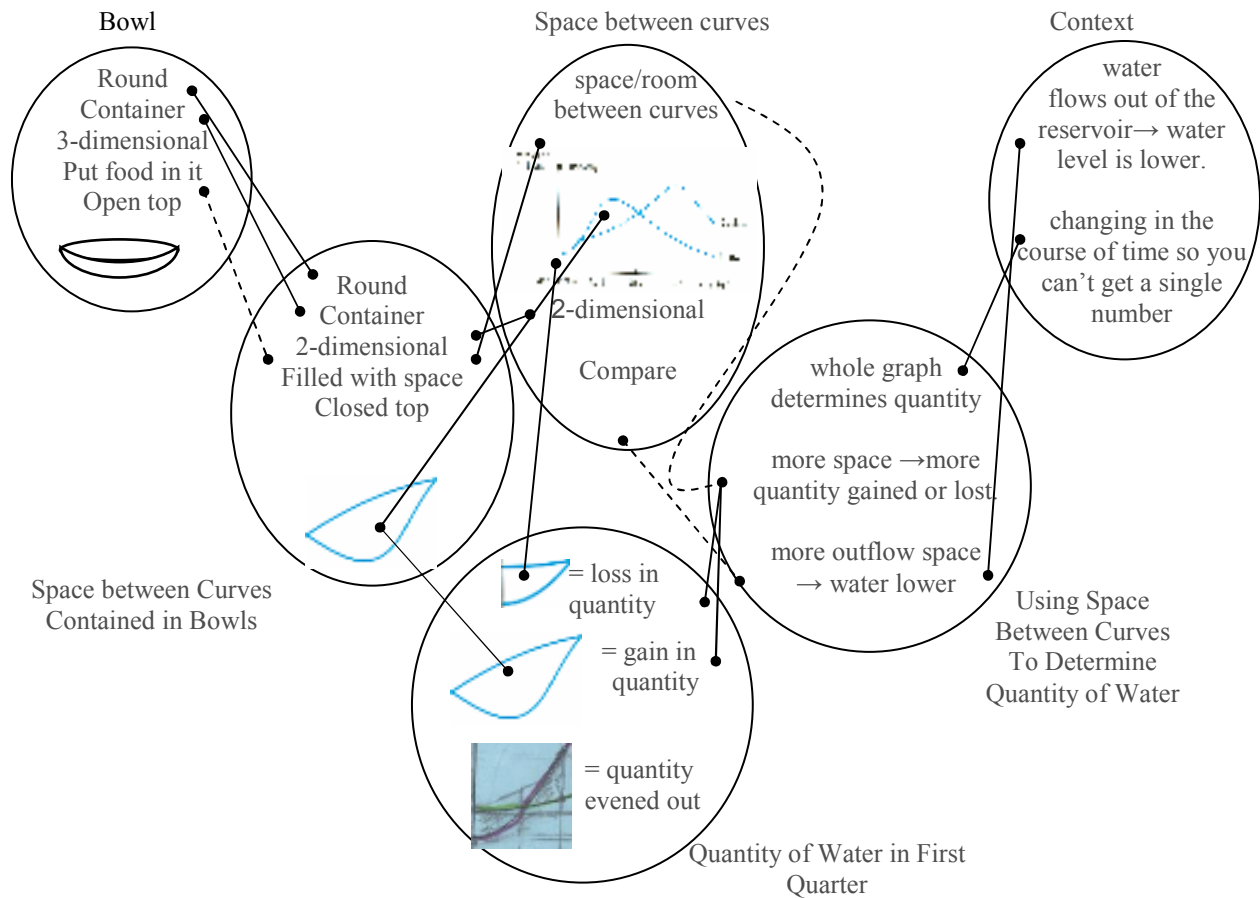 Bowl
Round
Container
3-dimensional
Put food in it
Open top
Space between curves
space/room
between curves
2-dimensional
Compare
Context
water
flows out of the
reservoir→ water
level is lower.
changing in the
course of time so you
can't get a single
number
Round
Container
2-dimensional
Filled with space
Closed top
Space between Curves
Contained in Bowls
whole graph
determines quantity
more space →more
quantity gained or lost.
more outflow space
→ water lower
Using Space
Between Curves
To Determine
Quantity of Water
= loss in
quantity
= gain in
quantity
= quantity
evened out
Quantity of Water in First
Quarter